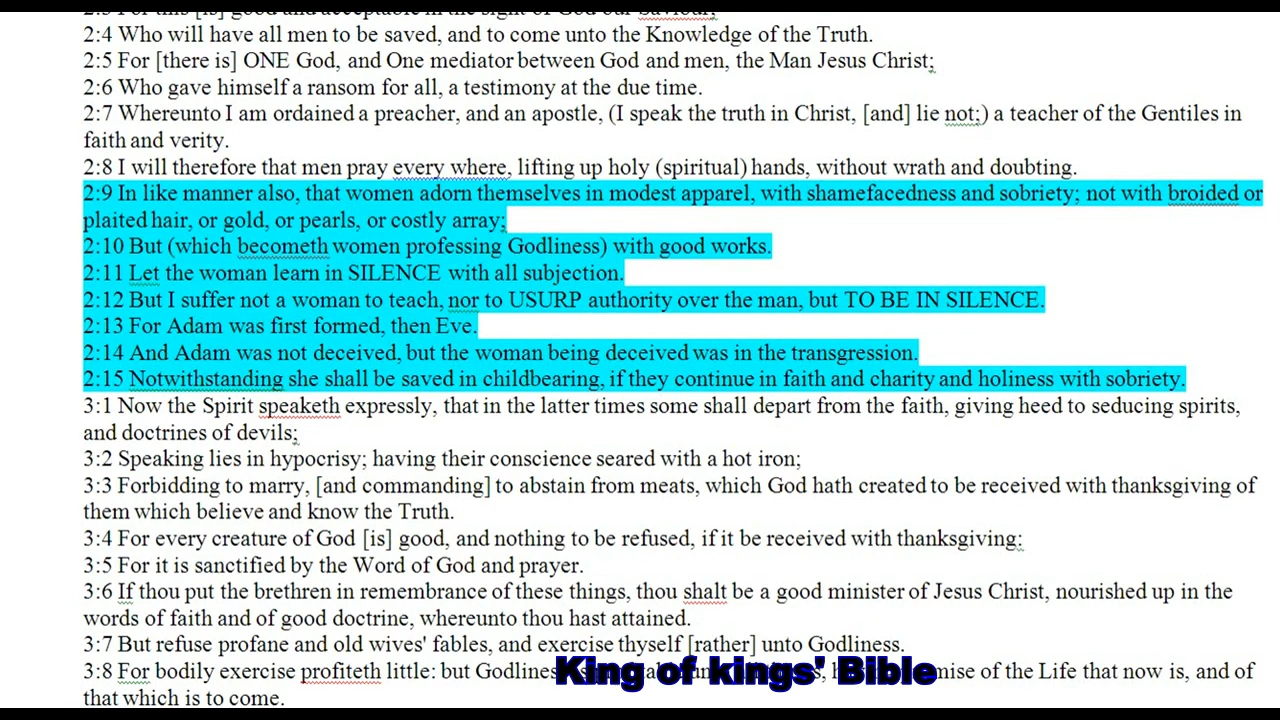 2:4 Who will have all men to be saved, and to come unto the Knowledge of the Truth.
2:5 For [there is] ONE God, and One mediator between God and men, the Man Jesus Christ;
2:6 Who gave himself a ransom for all, a testimony at the due time.
2:7 Whereunto I am ordained a preacher, and an apostle, (I speak the truth in Christ, [and] lie not;) a teacher of the Gentiles in
faith and verity.
2:8 I will therefore that men pray every where, lifting up holy (spiritual) hands, without wrath and doubting.
2:9 In like manner also, that women adorn themselves in modest apparel, with shamefacedness and sobriety; not with broided or
plaited hair, or gold, or pearls, or costly array;
2:10 But (which becometh women professing Godliness) with good works.
2:11 Let the woman learn in SILENCE with all subjection.
2:12 But I suffer not a woman to teach, nor to USURP authority over the man, but TO BE IN SILENCE.
2:13 For Adam was first formed, then Eve.
2:14 And Adam was not deceived, but the woman being deceived was in the transgression.
2:15 Notwithstanding she shall be saved in childbearing, if they continue in faith and charity and holiness with sobriety.
3:1 Now the Spirit speaketh expressly, that in the latter times some shall depart from the faith, giving heed to seducing spirits,
and doctrines of devils;
3:2 Speaking lies in hypocrisy; having their conscience seared with a hot iron;
3:3 Forbidding to marry, [and commanding] to abstain from meats, which God hath created to be received with thanksgiving of
them which believe and know the Truth.
3:4 For every creature of God [is] good, and nothing to be refused, if it be received with thanksgiving:
3:5 For it is sanctified by the Word of God and prayer.
3:6 If thou put the brethren in remembrance of these things, thou shalt be a good minister of Jesus Christ, nourished up in the
words of faith and of good doctrine, whereunto thou hast attained.
3:7 But refuse profane and old wives' fables, and exercise thyself [rather] unto Godliness.
3:8 For bodily exercise profiteth little: but of the Life that now is, and of
King of kings' Bible
that which is to come.